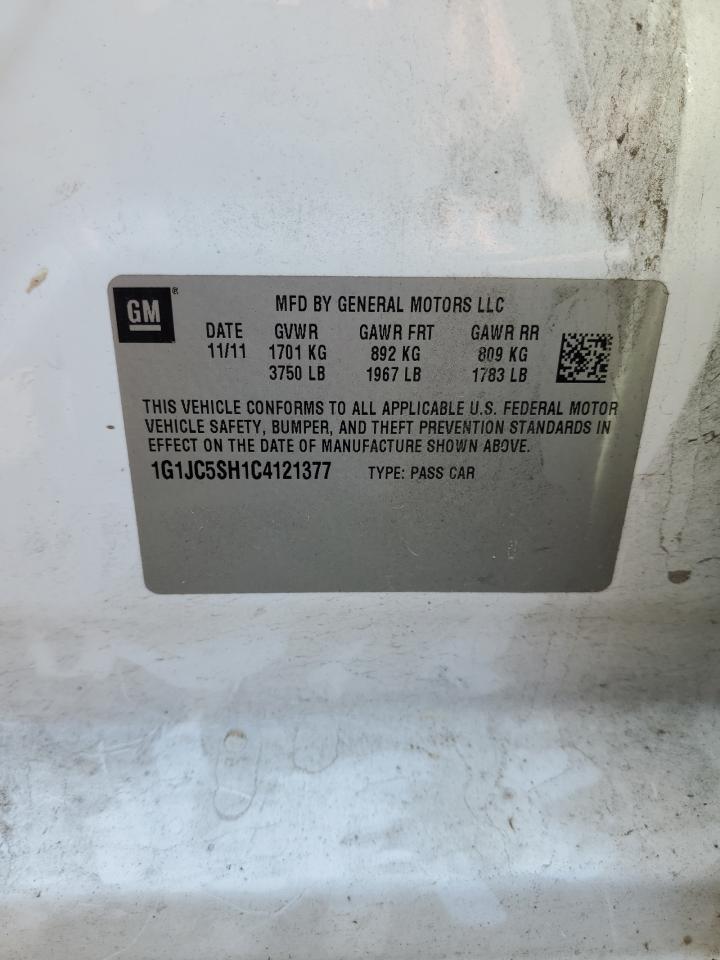 GM®
MFD BY GENERAL MOTORS LLC
DATE GVWR GAWR FRT GAWR RR
11/11 1701 KG 892 KG 809 KG
3750 LB 1967 LB 1783 LB
THIS VEHICLE CONFORMS TO ALL APPLICABLE U.S. FEDERAL MOTOR
VEHICLE SAFETY, BUMPER, AND THEFT PREVENTION STANDARDS IN
EFFECT ON THE DATE OF MANUFACTURE SHOWN ABOVE.
1G1JC5SH1C4121377 TYPE: PASS CAR